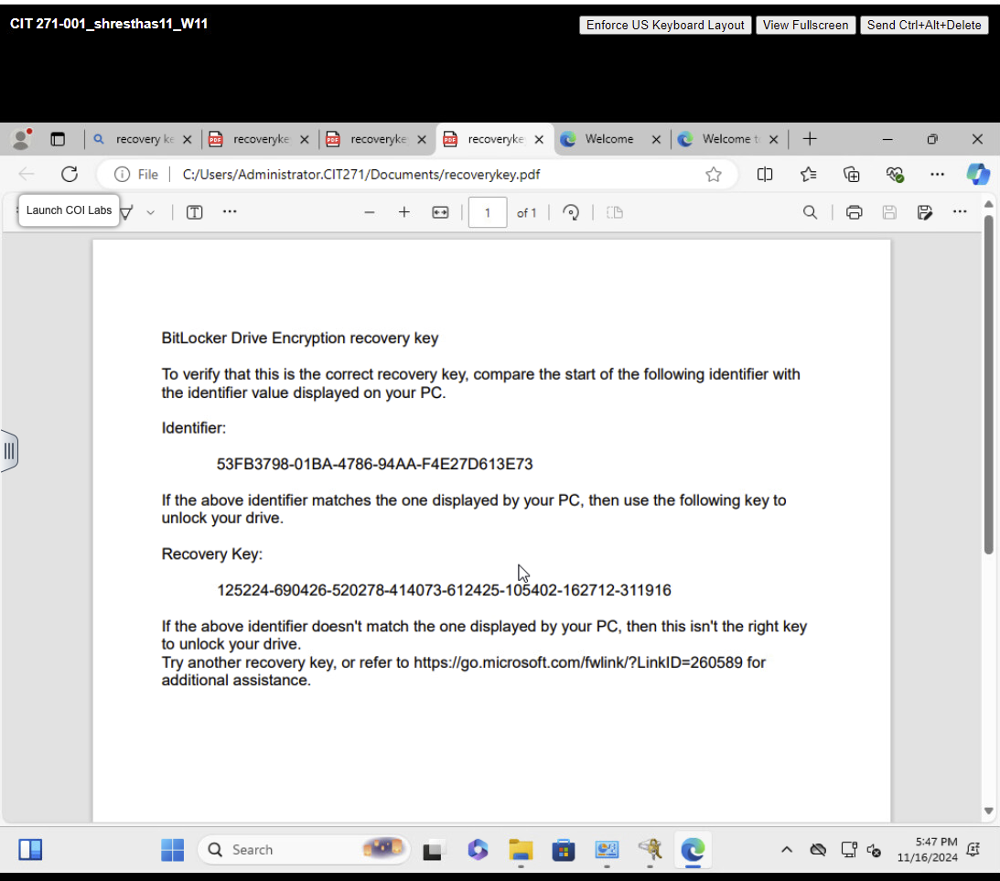 CIT 271-001_shresthas11_W11
Enforce US Keyboard Layout
View Fullscreen
Send Ctrl+Alt+Delete
recovery ke
recoveryke
recoveryke
recoveryke
Welcome
Welcome t
File
C:/Users/Administrator.CIT271/Documents/recoverykey.pdf
Launch COI Labs
1
of 1
BitLocker Drive Encryption recovery key
To verify that this is the correct recovery key, compare the start of the following identifier with
the identifier value displayed on your PC.
Identifier:
53FB3798-01BA-4786-94AA-F4E27D613E73
If the above identifier matches the one displayed by your PC, then use the following key to
unlock your drive.
Recovery Key:
125224-690426-520278-414073-612425-105402-162712-311916
If the above identifier doesn't match the one displayed by your PC, then this isn't the right key
to unlock your drive.
Try another recovery key, or refer to https://go.microsoft.com/fwlink/?LinkID=260589 for
additional assistance.
Search
5:47 PM
11/16/2024